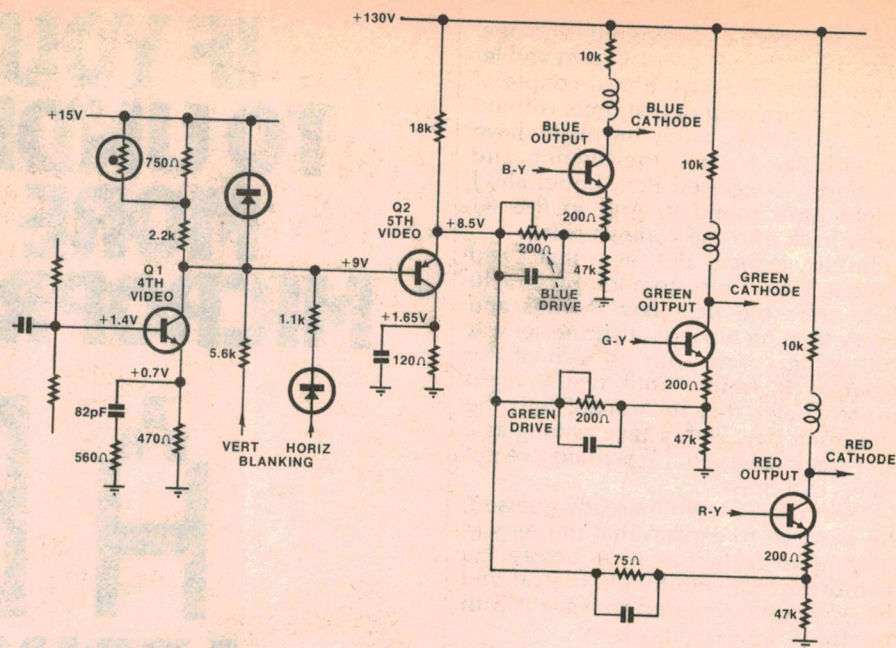 +130V
10k
BLUE
CATHODE
BLUE
OUTPUT
B-Y
200Ω
47k
+15V
750Ω
2.2k
18k
Q2
5TH
VIDEO
+8.5V
200Ω
BLUE
DRIVE
10k
GREEN
OUTPUT
GREEN
CATHODE
G-Y
200Ω
47k
Q1
4TH
VIDEO
+1.4V
+9V
+1.65V
120Ω
1.1k
5.6k
+0.7V
82pF
560Ω
470Ω
VERT
BLANKING
HORIZ
GREEN
DRIVE
200Ω
10k
RED
OUTPUT
RED
CATHODE
R-Y
200Ω
75Ω
47k